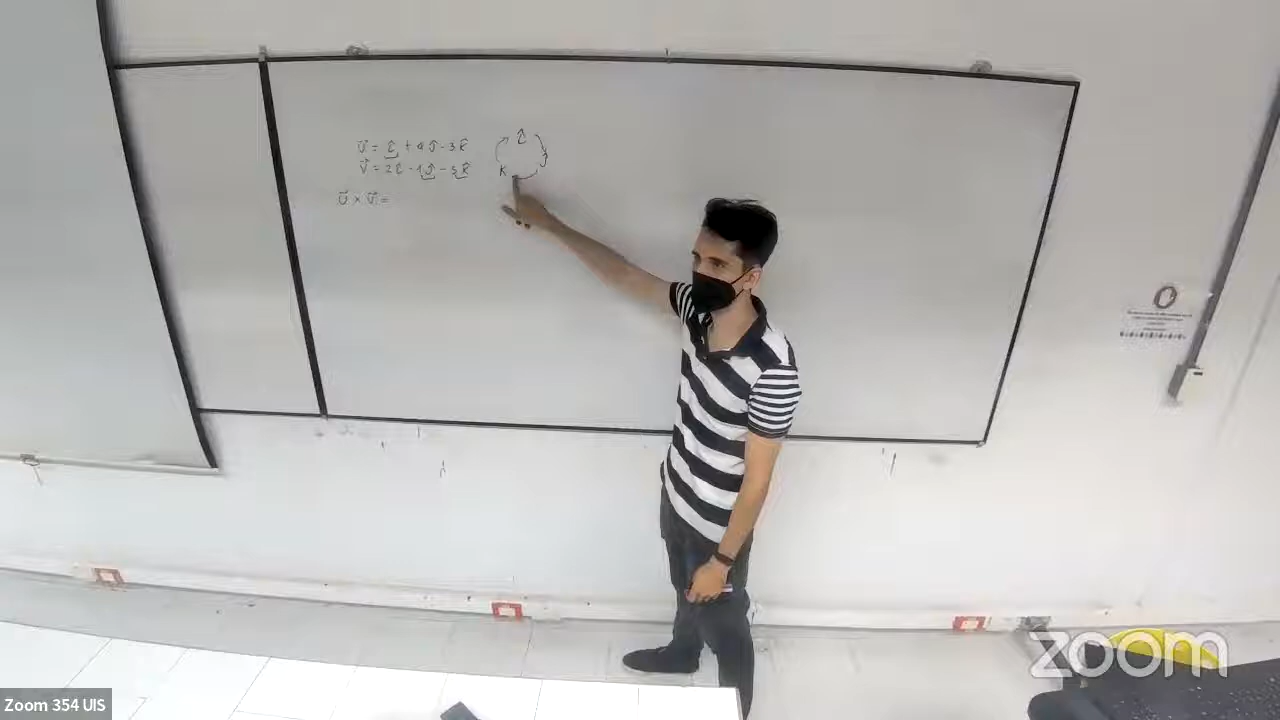 U⃗ = î + 4ĵ - 3k̂
î
V⃗ = 2î - 1ĵ - 5k̂
K
j
U⃗ × V⃗ =
zoom
Zoom 354 UIS